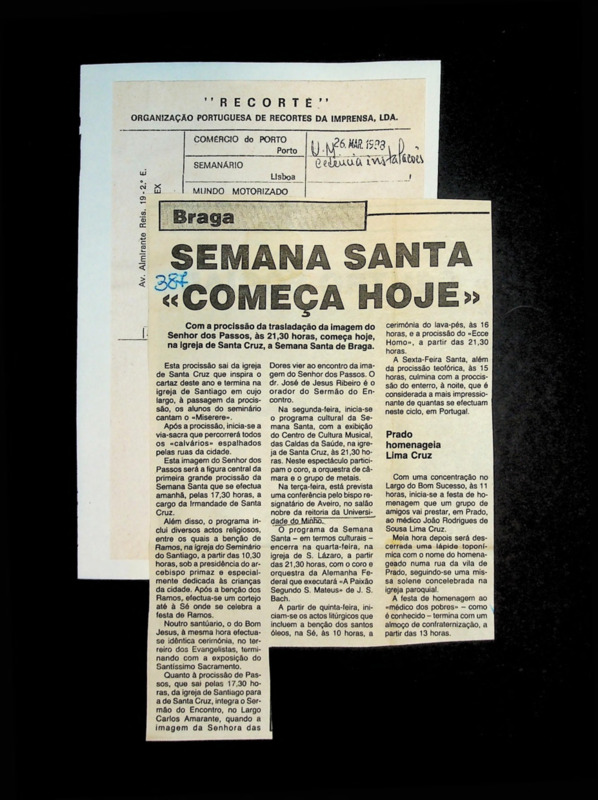 "RECORTE"
ORGANIZAÇÃO PORTUGUESA DE RECORTES DA IMPRENSA, LDA.
COMÉRCIO do PORTO
Porto
SEMANÁRIO
Lisboa
MUNDO MOTORIZADO
Av. Almirante Reis, 19-2.º E.
EX
U.M.
26. MAR. 1988
cedência instalações
Braga
SEMANA SANTA
387
«COMEÇA HOJE»
Com a procissão da trasladação da imagem do
Senhor dos Passos, às 21,30 horas, começa hoje,
na igreja de Santa Cruz, a Semana Santa de Braga.
Esta procissão sai da igreja
de Santa Cruz que inspira o
cartaz deste ano e termina na
igreja de Santiago em cujo
largo, à passagem da procis-
são, os alunos do seminário
cantam o «Miserere».
Após a procissão, inicia-se a
via-sacra que percorrerá todos
os «calvários» espalhados
pelas ruas da cidade.
Esta imagem do Senhor dos
Passos será a figura central da
primeira grande procissão da
Semana Santa que se efectua
amanhã, pelas 17,30 horas, a
cargo da Irmandade de Santa
Cruz.
Além disso, o programa in-
clui diversos actos religiosos,
entre os quais a benção de
Ramos, na igreja do Seminário
do Santiago, a partir das 10,30
horas, sob a presidência do ar-
cebispo primaz e especial-
mente dedicada às crianças
da cidade. Após a benção dos
Ramos, efectua-se um cortejo
até à Sé onde se celebra a
festa de Ramos.
Noutro santuário, o do Bom
Jesus, à mesma hora efectua-
se idêntica cerimónia, no ter-
reiro dos Evangelistas, termi-
nando com a exposição do
Santíssimo Sacramento.
Quanto à procissão de Pas-
sos, que sai pelas 17,30 ho-
ras, da igreja de Santiago para
a de Santa Cruz, integra o Ser-
mão do Encontro, no Largo
Carlos Amarante, quando a
imagem da Senhora das
Dores vier ao encontro da ima-
gem do Senhor dos Passos. O
dr. José de Jesus Ribeiro é o
orador do Sermão do En-
contro.
Na segunda-feira, inicia-se
o programa cultural da Se-
mana Santa, com a exibição
do Centro de Cultura Musical,
das Caldas da Saúde, na igre-
ja de Santa Cruz, às 21,30 ho-
ras. Neste espectáculo partici-
pam o coro, a orquestra de câ-
mara e o grupo de metais.
Na terça-feira, está prevista
uma conferência pelo bispo re-
signatário de Aveiro, no salão
nobre da reitoria da Universi-
dade do Minho.
O programa da Semana
Santa – em termos culturais –
encerra na quarta-feira, na
igreja de S. Lázaro, a partir
das 21,30 horas, com o coro e
orquestra da Alemanha Fede-
ral que executará «A Paixão
Segundo S. Mateus» de J. S.
Bach.
A partir de quinta-feira, ini-
ciam-se os actos litúrgicos que
incluem a benção dos santos
óleos, na Sé, às 10 horas, a
cerimónia do lava-pés, às 16
horas, e a procissão do «Ecce
Homo», a partir das 21,30
horas.
A Sexta-Feira Santa, além
da procissão teofórica, às 15
horas, culmina com a procis-
são do enterro, à noite, que é
considerada a mais impressio-
nante de quantas se efectuam
neste ciclo, em Portugal.
Prado
homenageia
Lima Cruz
Com uma concentração no
Largo do Bom Sucesso, às 11
horas, inicia-se a festa de ho-
menagem que um grupo de
amigos vai prestar, em Prado,
ao médico João Rodrigues de
Sousa Lima Cruz.
Meia hora depois será des-
cerrada uma lápide toponí-
mica com o nome do homena-
geado numa rua da vila de
Prado, seguindo-se uma mis-
sa solene concelebrada na
igreja paroquial.
A festa de homenagem ao
«médico dos pobres» – como
é conhecido – termina com um
almoço de confraternização, a
partir das 13 horas.